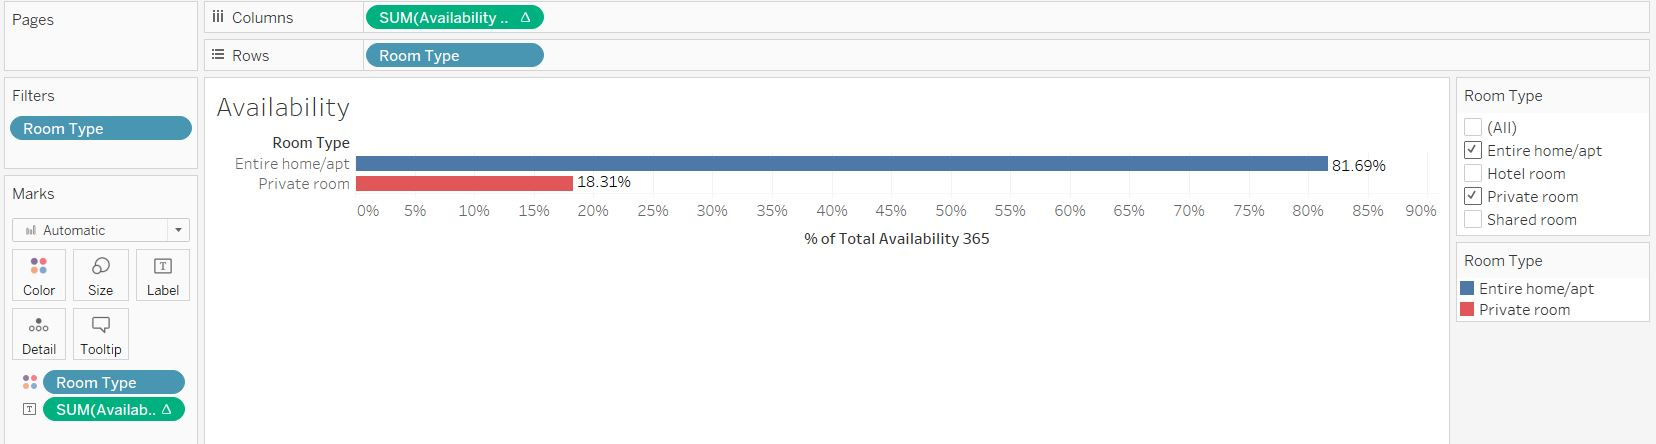 Pages
Columns
SUM(Availability .. Δ
Rows
Room Type
Filters
Room Type
Marks
Automatic
Color
Size
Label
Detail
Tooltip
Room Type
SUM(Availab.. Δ
Availability
Room Type
Entire home/apt
81.69%
Private room
18.31%
0% 5% 10% 15% 20% 25% 30% 35% 40% 45% 50% 55% 60% 65% 70% 75% 80% 85% 90%
% of Total Availability 365
Room Type
(All)
Entire home/apt
Hotel room
Private room
Shared room
Room Type
Entire home/apt
Private room